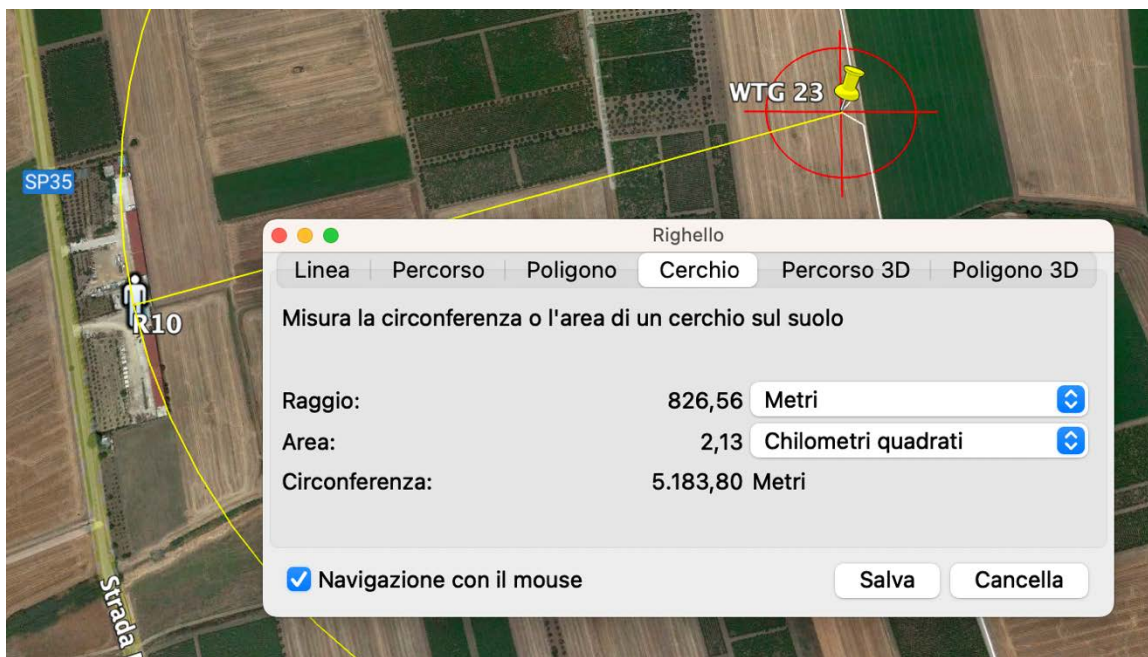 WTG 23
SP35
R10
Strada
Righello
Linea Percorso Poligono Cerchio Percorso 3D Poligono 3D
Misura la circonferenza o l'area di un cerchio sul suolo
Raggio: 826,56 Metri
Area: 2,13 Chilometri quadrati
Circonferenza: 5.183,80 Metri
Navigazione con il mouse Salva Cancella